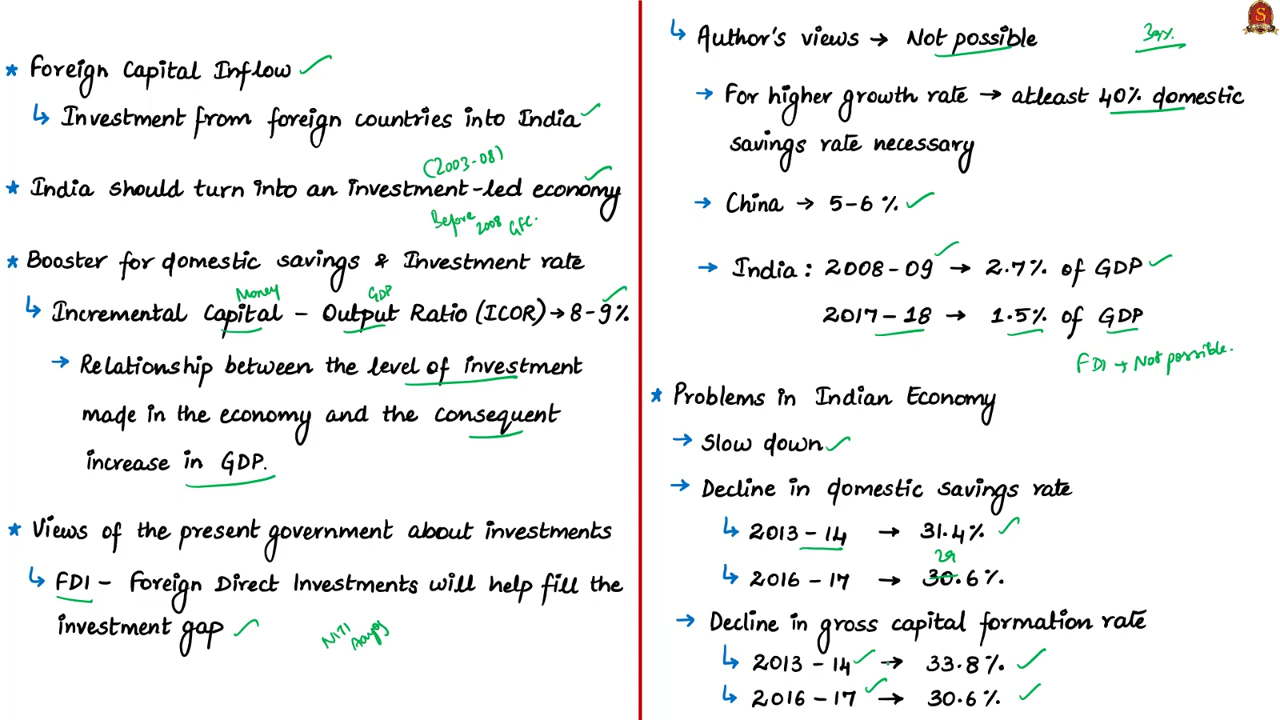 * Foreign Capital Inflow
↳ Investment from foreign countries into India
(2003-08)
* India should turn into an investment-led economy
Before 2008 GFC.
* Booster for domestic savings & Investment rate
Money GDP
↳ Incremental Capital - Output Ratio (ICOR) → 8-9%
→ Relationship between the level of investment
made in the economy and the consequent
increase in GDP.
* Views of the present government about investments
↳ FDI - Foreign Direct Investments will help fill the
investment gap
NITI Aayog
↳ Author's views → Not possible
→ For higher growth rate → atleast 40% domestic
savings rate necessary
→ China → 5-6%
→ India: 2008-09 → 2.7% of GDP
2017-18 → 1.5% of GDP
FDI → Not possible.
* Problems in Indian Economy
→ Slow down
→ Decline in domestic savings rate
↳ 2013-14 → 31.4%
29
↳ 2016-17 → 30.6%
→ Decline in gross capital formation rate
↳ 2013-14 → 33.8%
↳ 2016-17 → 30.6%